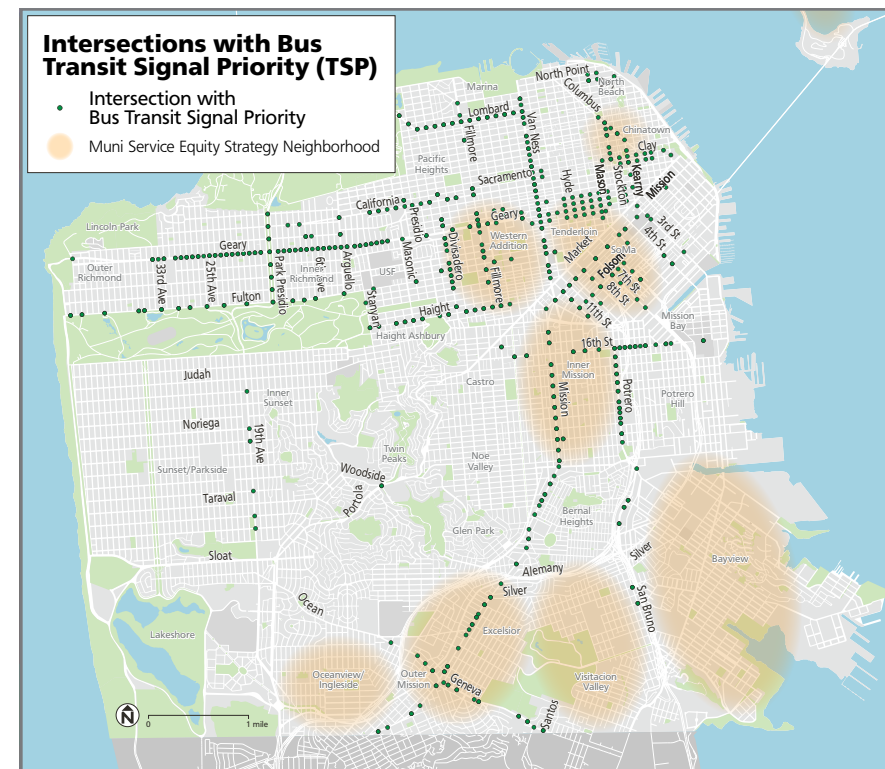 Intersections with Bus
Transit Signal Priority (TSP)
Intersection with
Bus Transit Signal Priority
Muni Service Equity Strategy Neighborhood
North Point
North
Beach
Marina
Columbus
Lombard
Van Ness
Fillmore
Chinatown
Clay
Pacific
Heights
Sacramento
Hyde
Mason
Stockton
Kearny
Mission
California
Presidio
Geary
Lincoln Park
3rd St
4th St
Geary
Divisadero
Western
Addition
Tenderloin
Market
SoMa
Outer
Richmond
33rd Ave
25th Ave
Park Presidio
Inner
Richmond
6th Ave
Arguello
USF
Masonic
Fillmore
Folsom
7th St
8th St
Fulton
Stanyan
Haight
11th St
Mission
Bay
Haight Ashbury
16th St
Judah
Inner
Sunset
Castro
Inner
Mission
Mission
Potrero
Potrero
Hill
Noriega
19th Ave
Twin
Peaks
Noe
Valley
Sunset/Parkside
Woodside
Taraval
Portola
Bernal
Heights
Glen Park
Sloat
Silver
Bayview
Alemany
Silver
San Bruno
Ocean
Lakeshore
Excelsior
Oceanview/
Ingleside
Outer
Mission
Geneva
Visitacion
Valley
Santos
N
0
1 mile